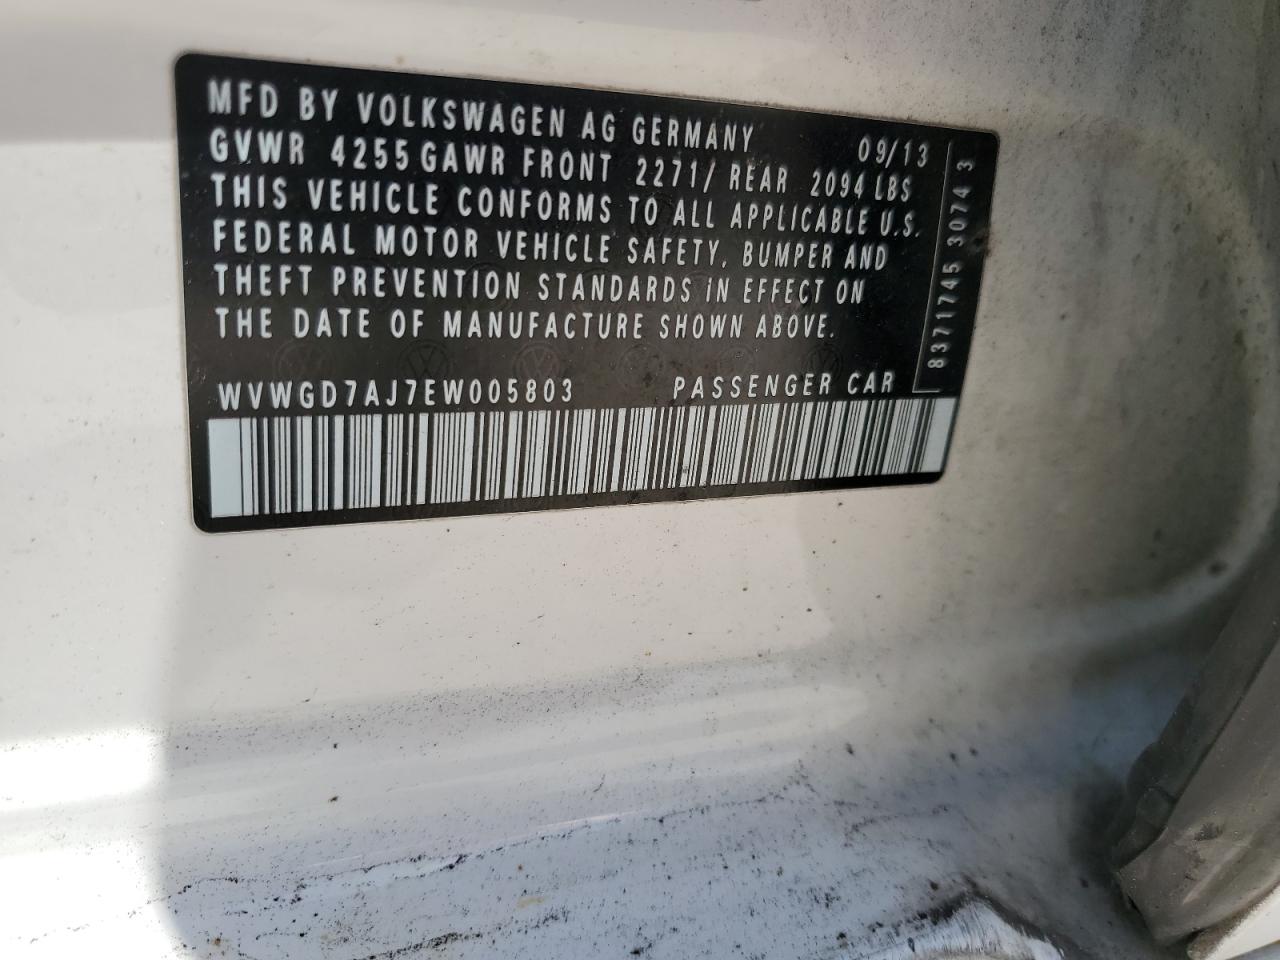 MFD BY VOLKSWAGEN AG GERMANY 09/13
GVWR 4255 GAWR FRONT 2271/ REAR 2094 LBS
THIS VEHICLE CONFORMS TO ALL APPLICABLE U.S.
FEDERAL MOTOR VEHICLE SAFETY, BUMPER AND
THEFT PREVENTION STANDARDS IN EFFECT ON
THE DATE OF MANUFACTURE SHOWN ABOVE.
WVWGD7AJ7EW005803 PASSENGER CAR
8371745 30743